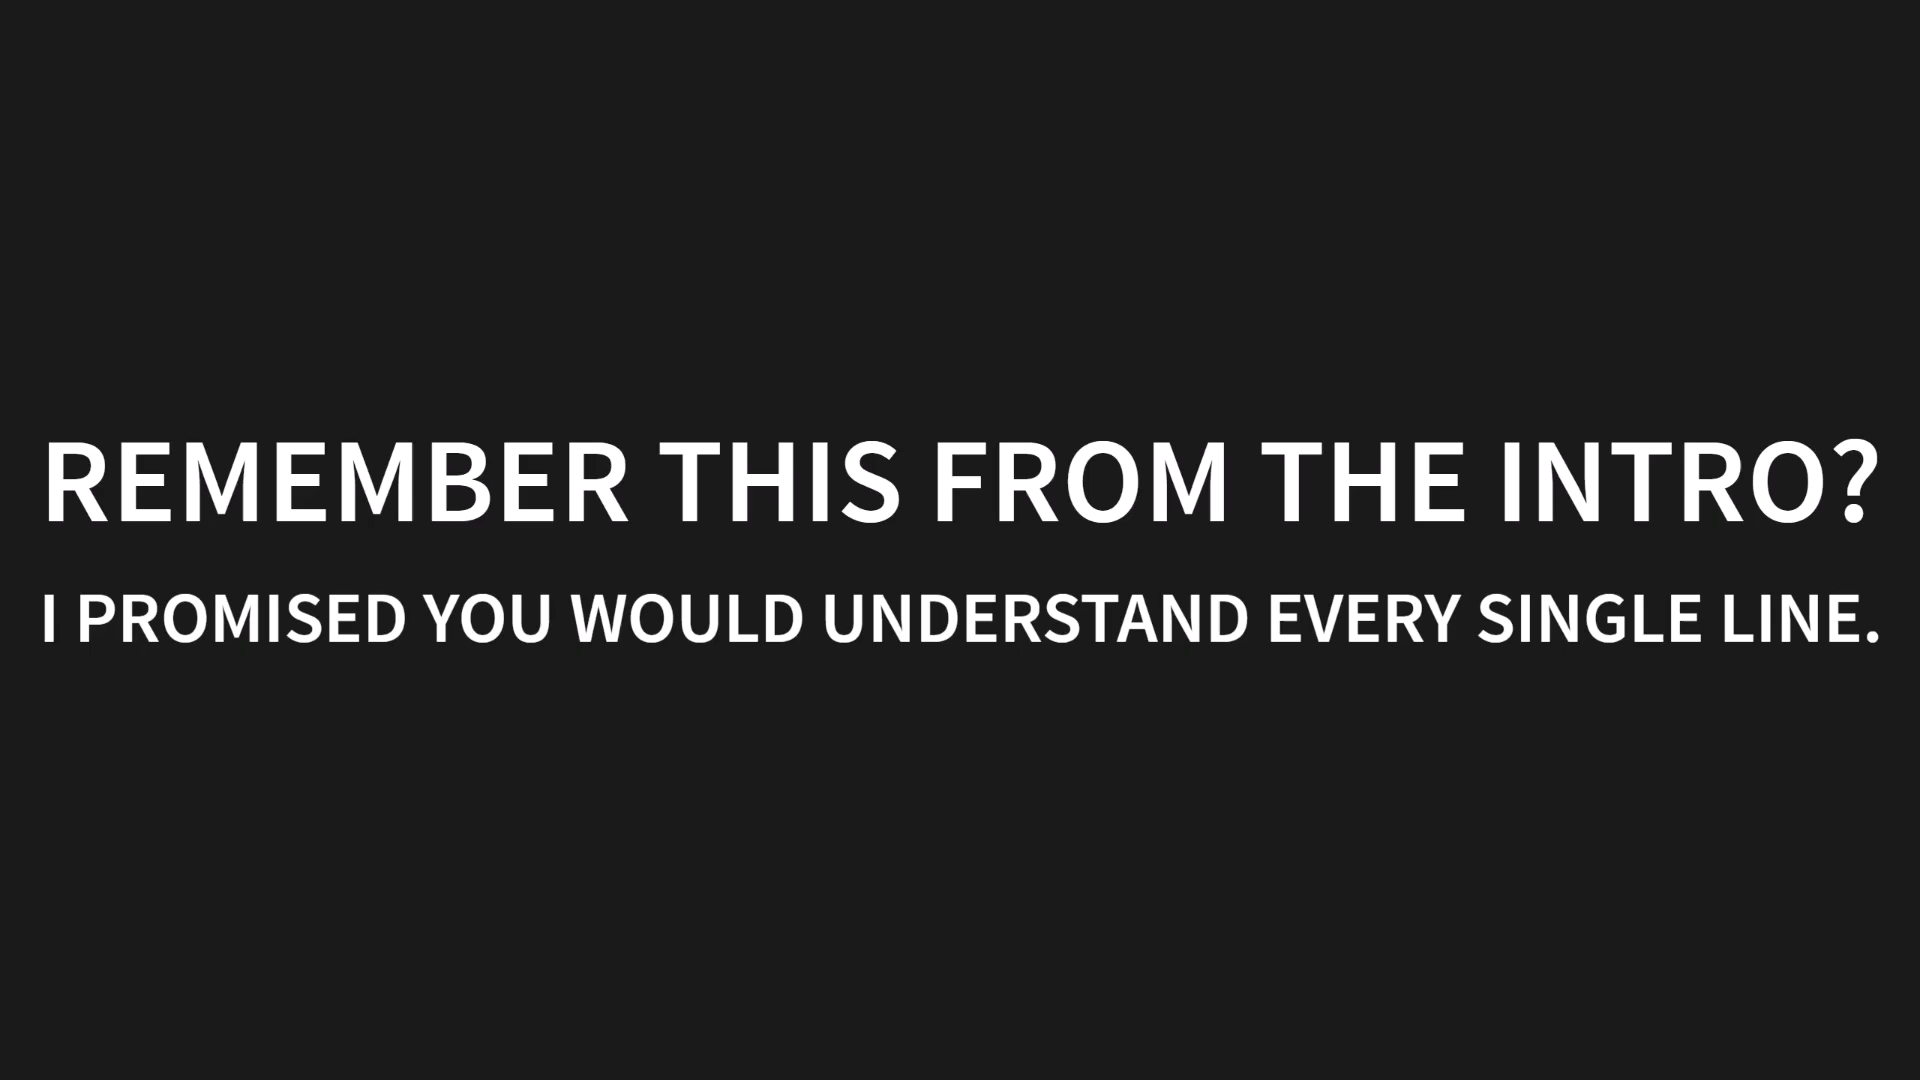 REMEMBER THIS FROM THE INTRO?
I PROMISED YOU WOULD UNDERSTAND EVERY SINGLE LINE.